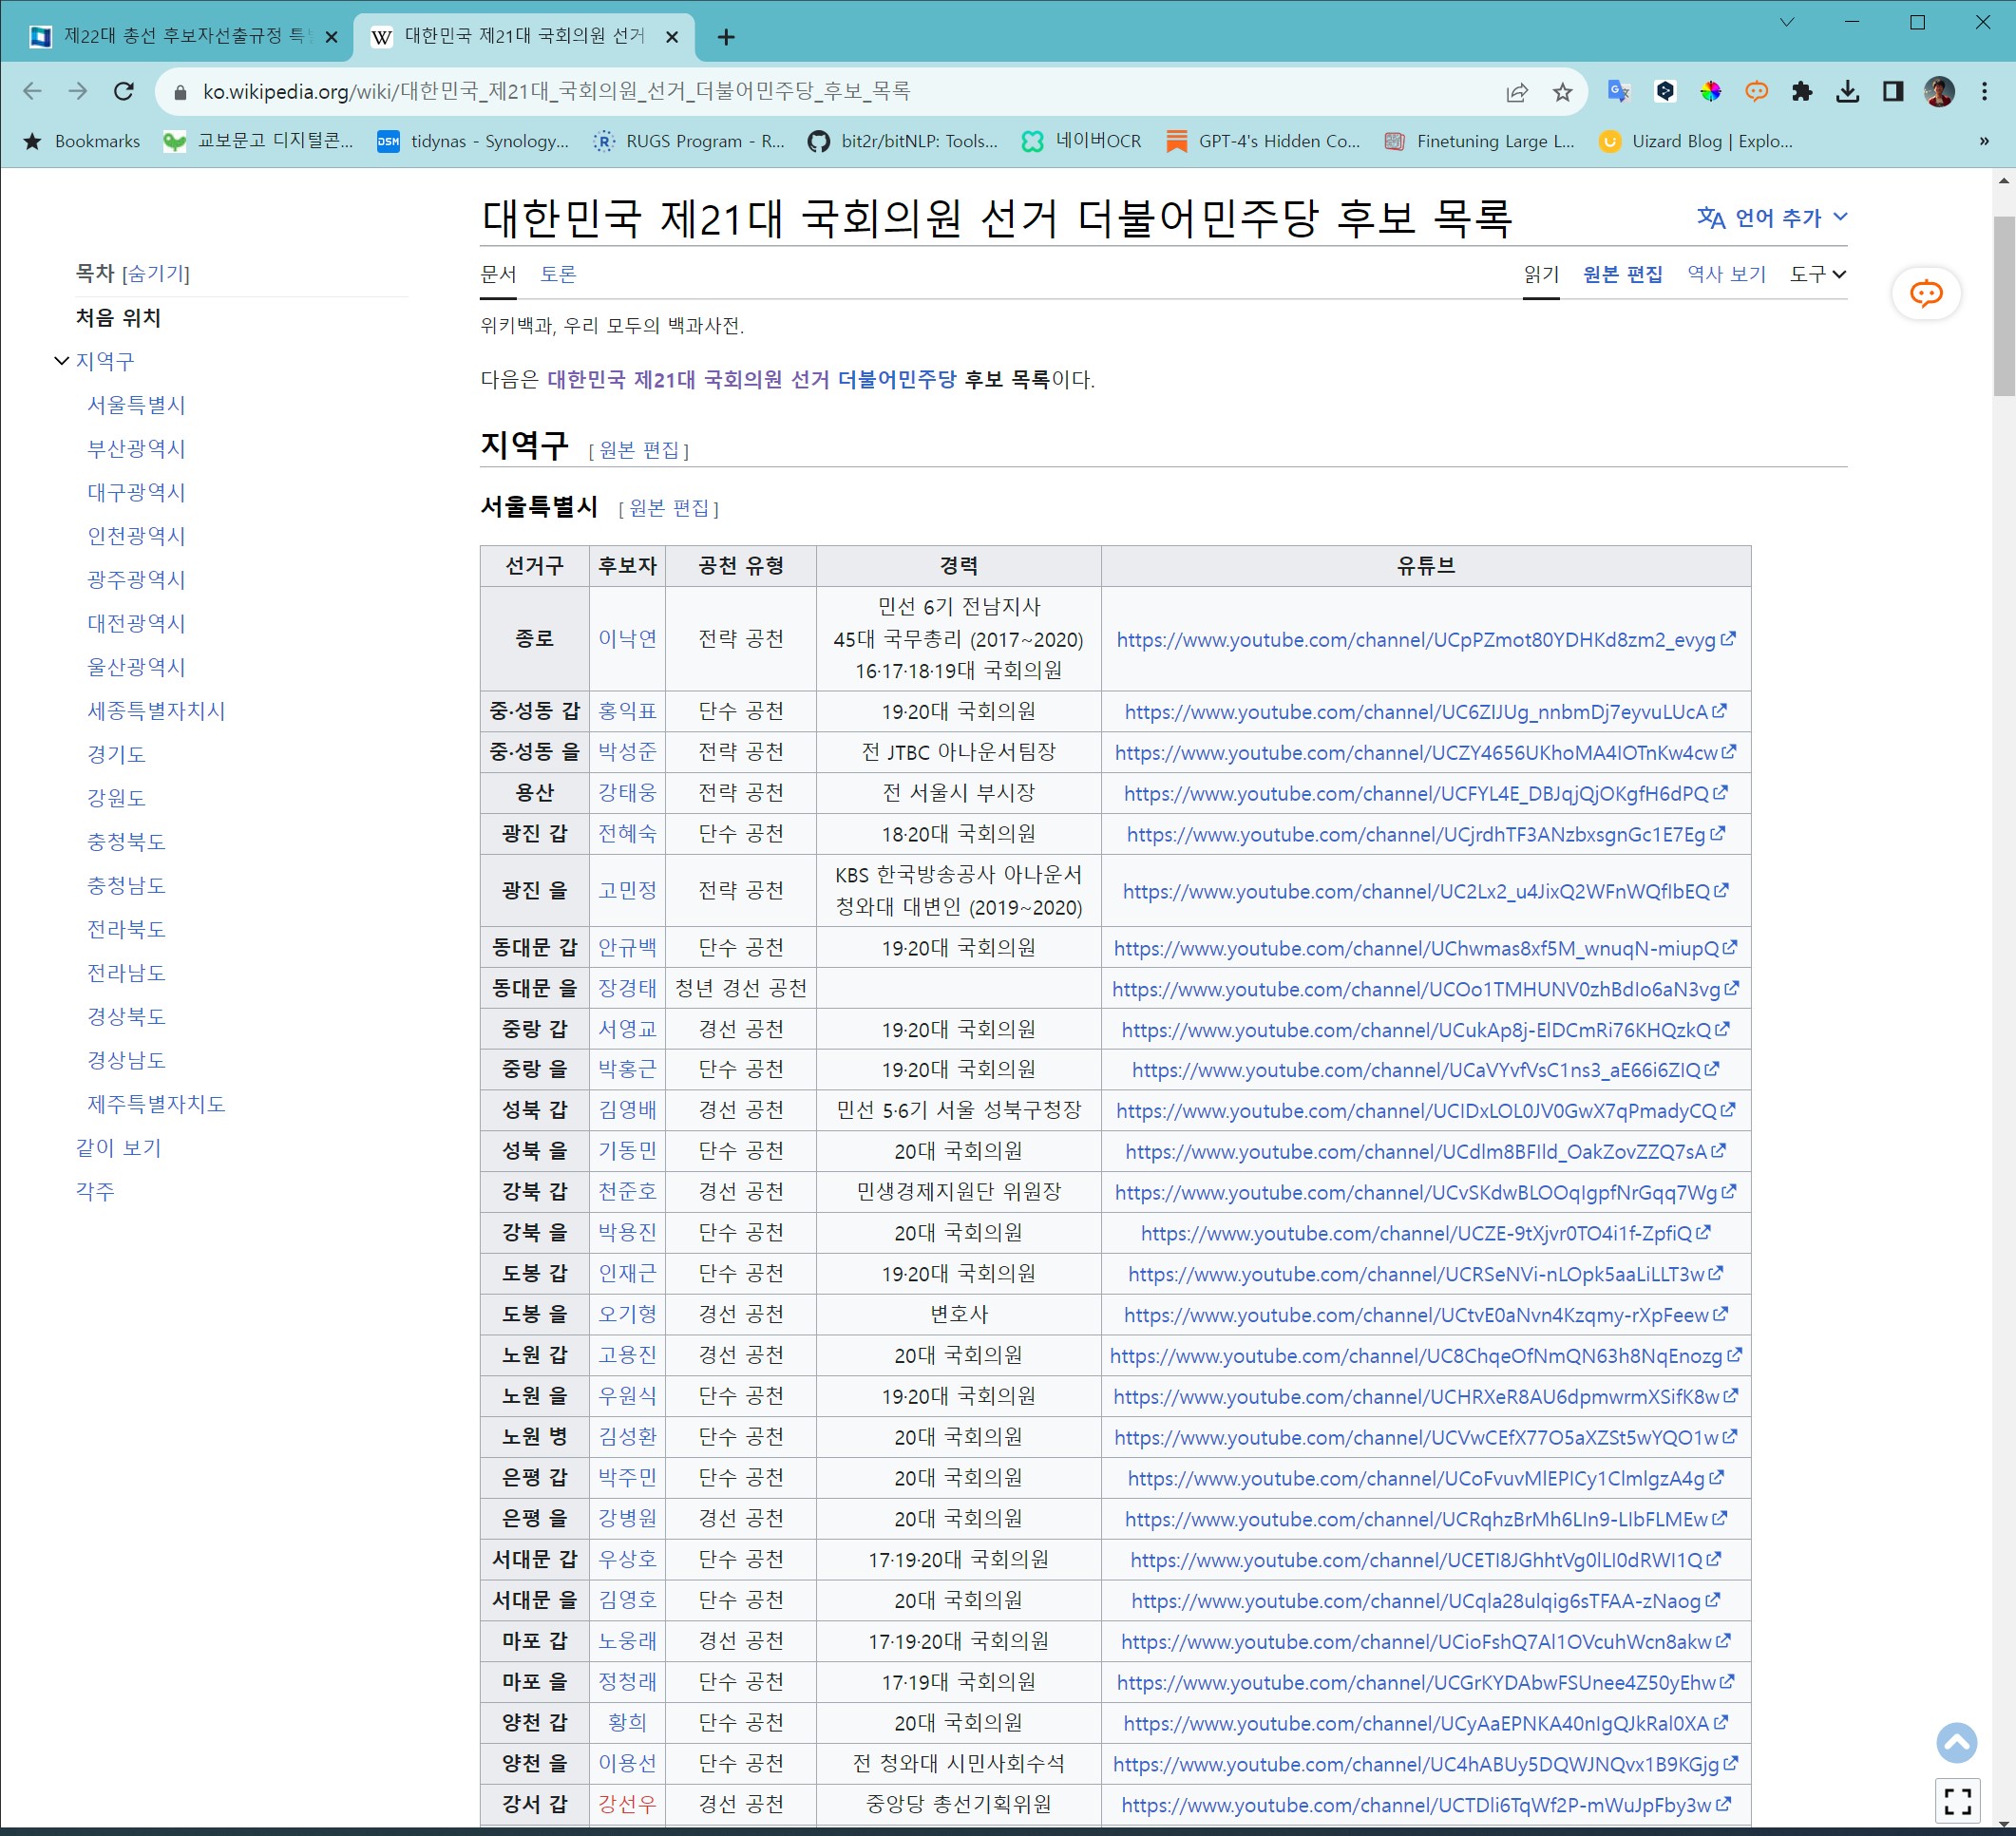 제22대 총선 후보자선출규정 특
대한민국 제21대 국회의원 선거
ko.wikipedia.org/wiki/대한민국_제21대_국회의원_선거_더불어민주당_후보_목록
Bookmarks 교보문고 디지털콘... tidynas - Synology... RUGS Program - R... bit2r/bitNLP: Tools... 네이버OCR GPT-4's Hidden Co... Finetuning Large L... Uizard Blog | Explo... »
대한민국 제21대 국회의원 선거 더불어민주당 후보 목록
언어 추가
목차 [숨기기]
처음 위치
지역구
서울특별시
부산광역시
대구광역시
인천광역시
광주광역시
대전광역시
울산광역시
세종특별자치시
경기도
강원도
충청북도
충청남도
전라북도
전라남도
경상북도
경상남도
제주특별자치도
같이 보기
각주
문서 토론 읽기 원본 편집 역사 보기 도구
위키백과, 우리 모두의 백과사전.
다음은 대한민국 제21대 국회의원 선거 더불어민주당 후보 목록이다.
지역구 [ 원본 편집 ]
서울특별시 [ 원본 편집 ]
선거구 후보자 공천 유형 경력 유튜브
종로 이낙연 전략 공천 민선 6기 전남지사
45대 국무총리 (2017~2020)
16·17·18·19대 국회의원 https://www.youtube.com/channel/UCpPZmot80YDHKd8zm2_evyg
중·성동 갑 홍익표 단수 공천 19·20대 국회의원 https://www.youtube.com/channel/UC6ZIJUg_nnbmDj7eyvuLUcA
중·성동 을 박성준 전략 공천 전 JTBC 아나운서팀장 https://www.youtube.com/channel/UCZY4656UKhoMA4IOTnKw4cw
용산 강태웅 전략 공천 전 서울시 부시장 https://www.youtube.com/channel/UCFYL4E_DBJqjQjOKgfH6dPQ
광진 갑 전혜숙 단수 공천 18·20대 국회의원 https://www.youtube.com/channel/UCjrdhTF3ANzbxsgnGc1E7Eg
광진 을 고민정 전략 공천 KBS 한국방송공사 아나운서
청와대 대변인 (2019~2020) https://www.youtube.com/channel/UC2Lx2_u4JixQ2WFnWQfIbEQ
동대문 갑 안규백 단수 공천 19·20대 국회의원 https://www.youtube.com/channel/UChwmas8xf5M_wnuqN-miupQ
동대문 을 장경태 청년 경선 공천 https://www.youtube.com/channel/UCOo1TMHUNV0zhBdIo6aN3vg
중랑 갑 서영교 경선 공천 19·20대 국회의원 https://www.youtube.com/channel/UCukAp8j-ElDCmRi76KHQzkQ
중랑 을 박홍근 단수 공천 19·20대 국회의원 https://www.youtube.com/channel/UCaVYvfVsC1ns3_aE66i6ZIQ
성북 갑 김영배 경선 공천 민선 5·6기 서울 성북구청장 https://www.youtube.com/channel/UCIDxLOL0JV0GwX7qPmadyCQ
성북 을 기동민 단수 공천 20대 국회의원 https://www.youtube.com/channel/UCdlm8BFIld_OakZovZZQ7sA
강북 갑 천준호 경선 공천 민생경제지원단 위원장 https://www.youtube.com/channel/UCvSKdwBLOOqIgpfNrGqq7Wg
강북 을 박용진 단수 공천 20대 국회의원 https://www.youtube.com/channel/UCZE-9tXjvr0TO4i1f-ZpfiQ
도봉 갑 인재근 단수 공천 19·20대 국회의원 https://www.youtube.com/channel/UCRSeNVi-nLOpk5aaLiLLT3w
도봉 을 오기형 경선 공천 변호사 https://www.youtube.com/channel/UCtvE0aNvn4Kzqmy-rXpFeew
노원 갑 고용진 경선 공천 20대 국회의원 https://www.youtube.com/channel/UC8ChqeOfNmQN63h8NqEnozg
노원 을 우원식 단수 공천 19·20대 국회의원 https://www.youtube.com/channel/UCHRXeR8AU6dpmwrmXSifK8w
노원 병 김성환 단수 공천 20대 국회의원 https://www.youtube.com/channel/UCVwCEfX77O5aXZSt5wYQO1w
은평 갑 박주민 단수 공천 20대 국회의원 https://www.youtube.com/channel/UCoFvuvMlEPICy1ClmlgzA4g
은평 을 강병원 경선 공천 20대 국회의원 https://www.youtube.com/channel/UCRqhzBrMh6LIn9-LIbFLMEw
서대문 갑 우상호 단수 공천 17·19·20대 국회의원 https://www.youtube.com/channel/UCETI8JGhhtVg0lLI0dRWI1Q
서대문 을 김영호 단수 공천 20대 국회의원 https://www.youtube.com/channel/UCqla28ulqig6sTFAA-zNaog
마포 갑 노웅래 경선 공천 17·19·20대 국회의원 https://www.youtube.com/channel/UCioFshQ7Al1OVcuhWcn8akw
마포 을 정청래 단수 공천 17·19대 국회의원 https://www.youtube.com/channel/UCGrKYDAbwFSUnee4Z50yEhw
양천 갑 황희 단수 공천 20대 국회의원 https://www.youtube.com/channel/UCyAaEPNKA40nIgQJkRal0XA
양천 을 이용선 단수 공천 전 청와대 시민사회수석 https://www.youtube.com/channel/UC4hABUy5DQWJNQvx1B9KGjg
강서 갑 강선우 경선 공천 중앙당 총선기획위원 https://www.youtube.com/channel/UCTDli6TqWf2P-mWuJpFby3w